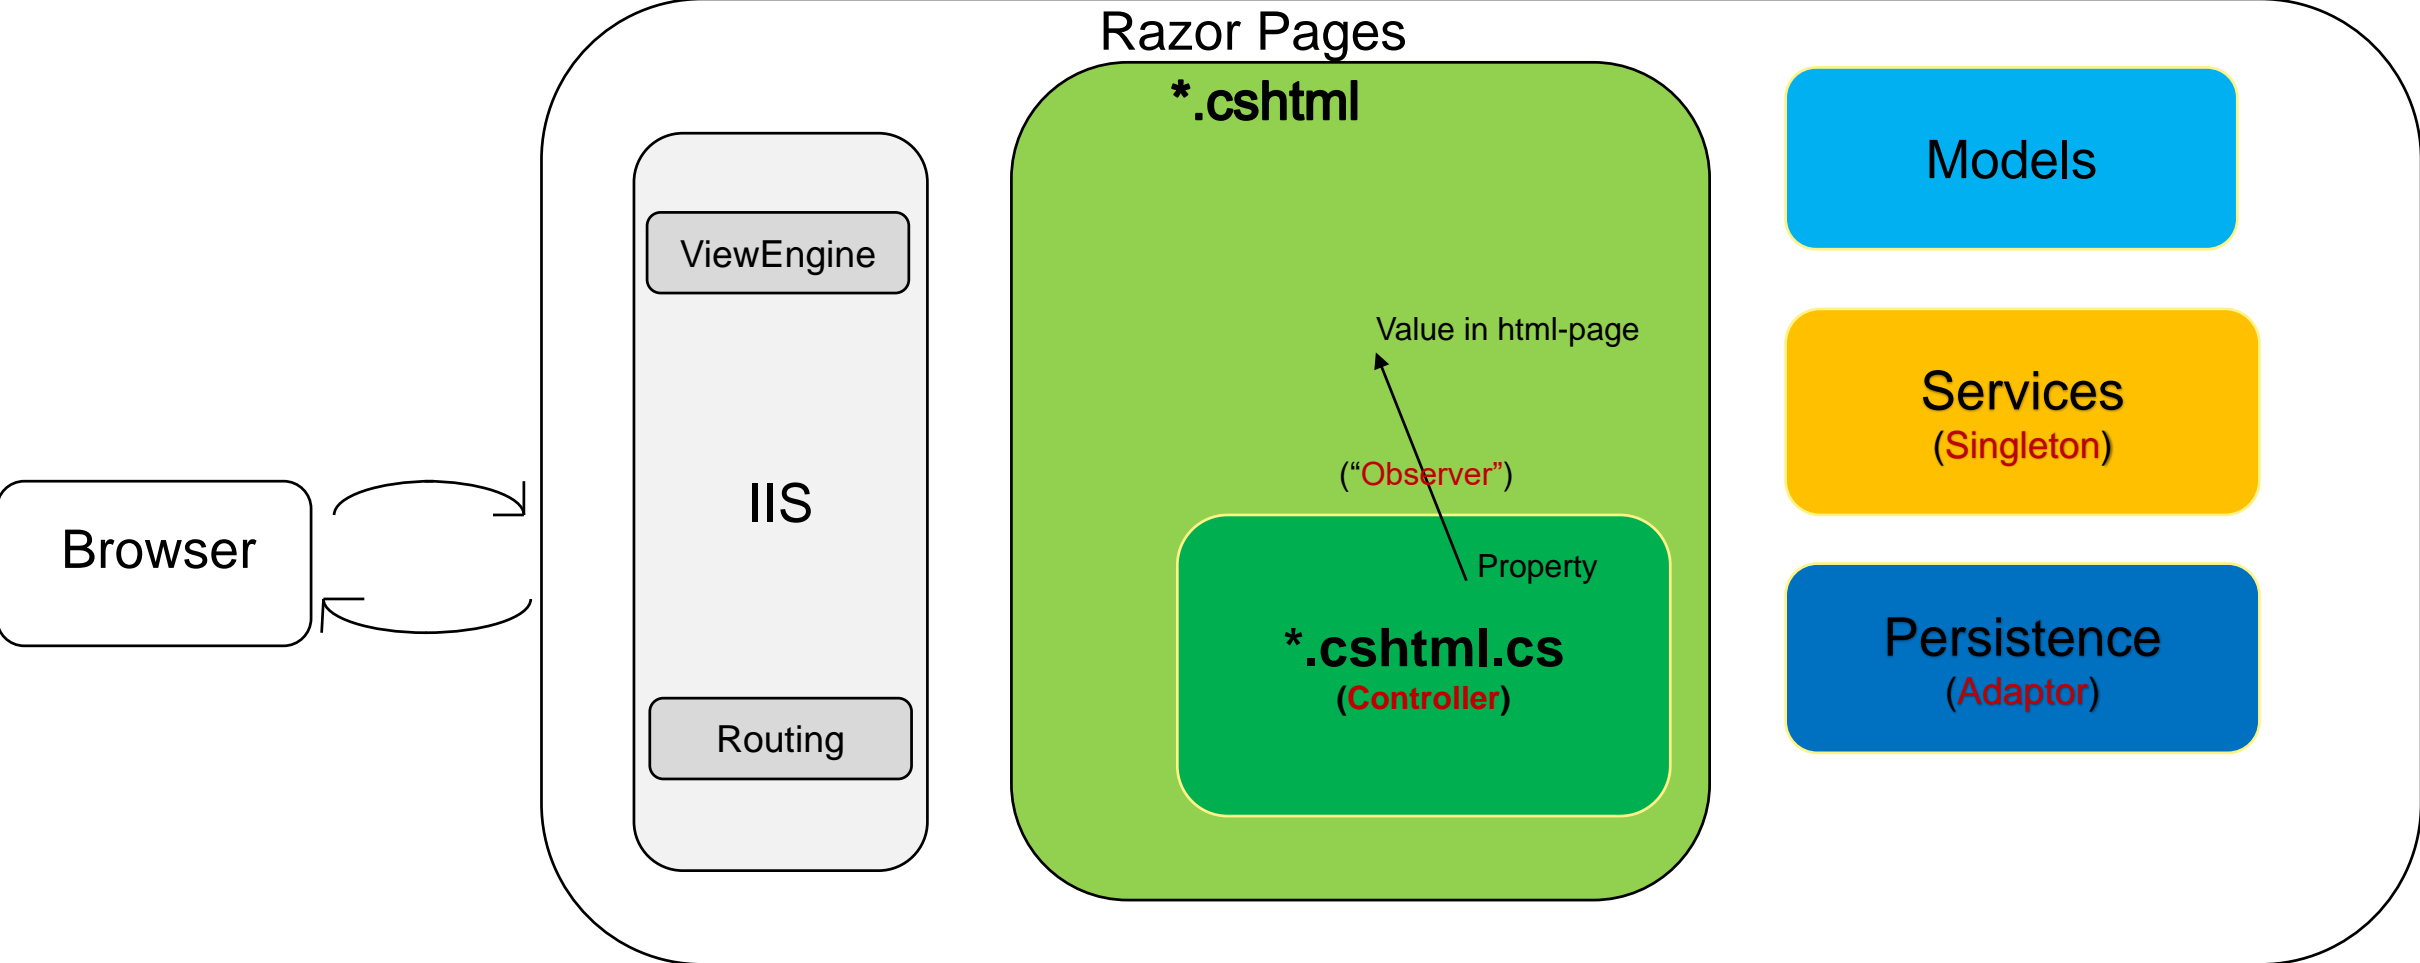 Razor Pages
*.cshtml
Models
ViewEngine
Value in html-page
Services
(Singleton)
("Observer")
IIS
Browser
Property
*.cshtml.cs
(Controller)
Persistence
(Adaptor)
Routing